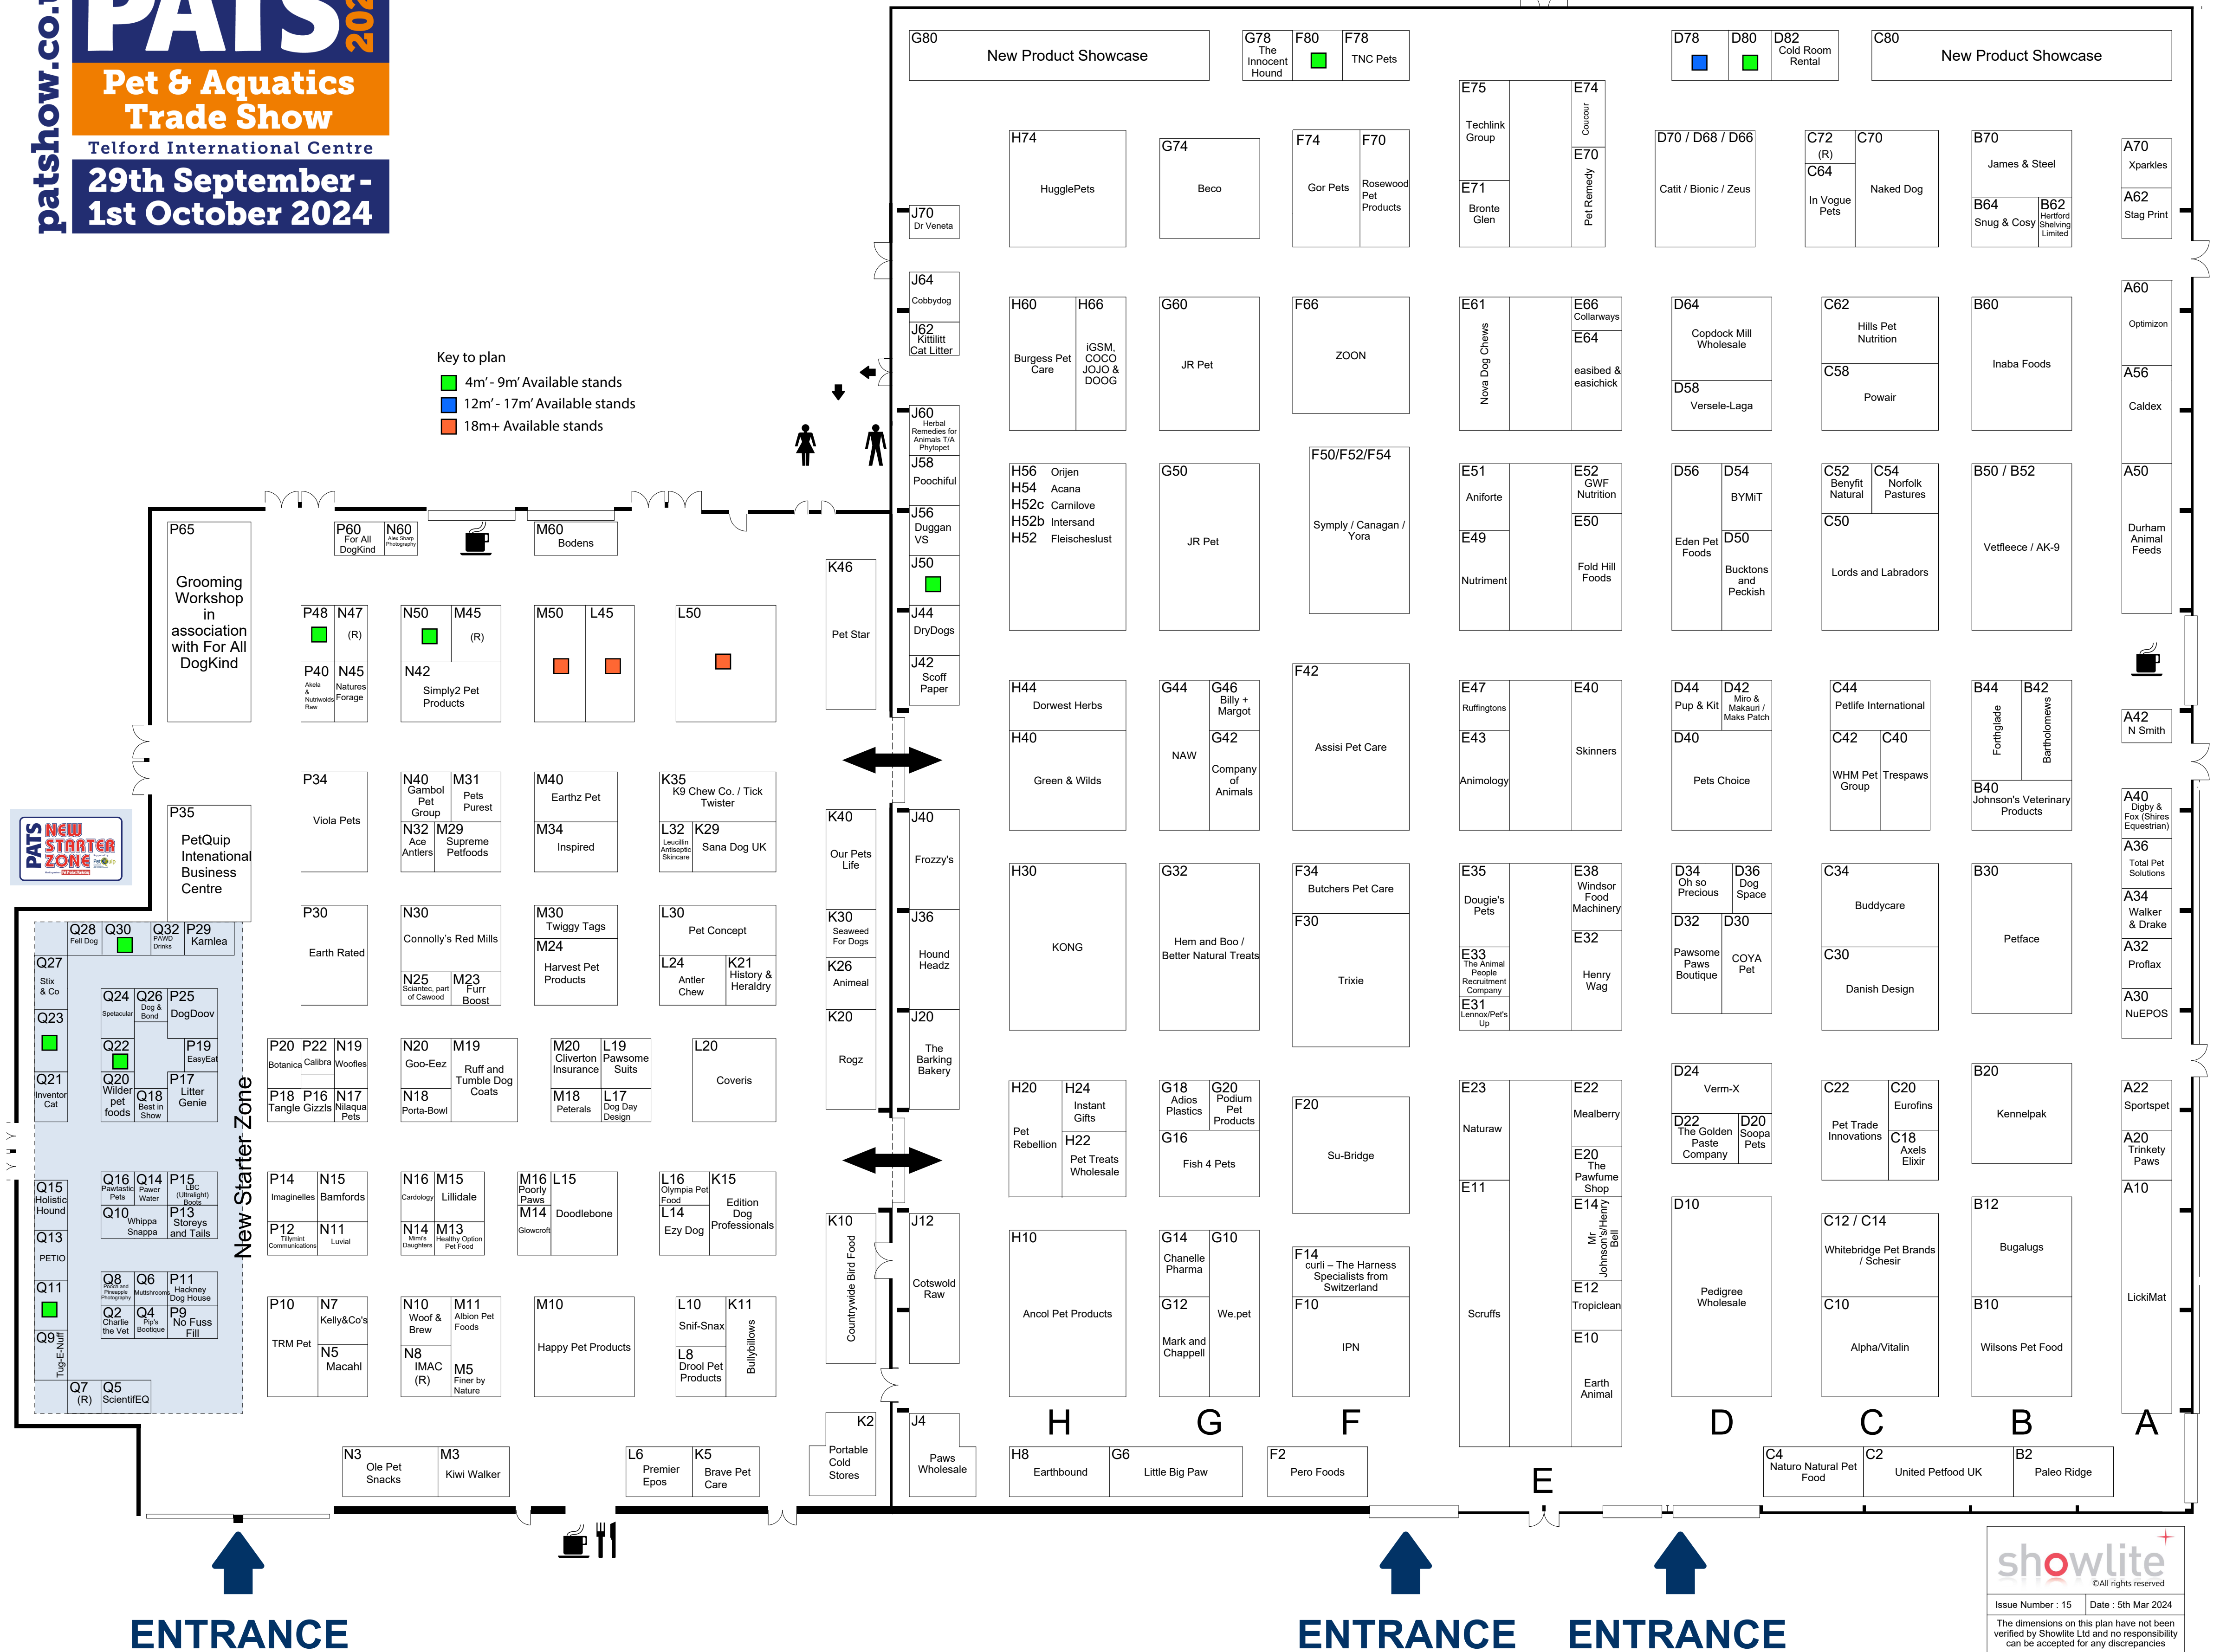 patshow.co.u
PATS 202
Pet & Aquatics
Trade Show
Telford International Centre
29th September -
1st October 2024
Key to plan
4m' - 9m' Available stands
12m' - 17m' Available stands
18m+ Available stands
G80
New Product Showcase
G78
The
Innocent
Hound
F80
F78
TNC Pets
D78
D80
D82
Cold Room
Rental
C80
New Product Showcase
E75
Techlink
Group
E74
Coucour
E71
Bronte
Glen
E70
Pet Remedy
H74
HugglePets
G74
Beco
F74
Gor Pets
F70
Rosewood
Pet
Products
D70 / D68 / D66
Catit / Bionic / Zeus
C72
(R)
C64
In Vogue
Pets
C70
Naked Dog
B70
James & Steel
B64
Snug & Cosy
B62
Hertford
Shelving
Limited
A70
Xparkles
A62
Stag Print
J70
Dr Veneta
J64
Cobbydog
J62
Kittilitt
Cat Litter
H60
Burgess Pet
Care
H66
iGSM,
COCO
JOJO &
DOOG
G60
JR Pet
F66
ZOON
E61
Nova Dog Chews
E66
Collarways
E64
easibed &
easichick
D64
Copdock Mill
Wholesale
D58
Versele-Laga
C62
Hills Pet
Nutrition
C58
Powair
B60
Inaba Foods
A60
Optimizon
A56
Caldex
J60
Herbal
Remedies for
Animals T/A
Phytopet
J58
Poochiful
J56
Duggan
VS
J50
J44
DryDogs
J42
Scoff
Paper
H56 Orijen
H54 Acana
H52c Carnilove
H52b Intersand
H52 Fleischeslust
G50
JR Pet
F50/F52/F54
Symply / Canagan /
Yora
E51
Aniforte
E49
Nutriment
E52
GWF
Nutrition
E50
Fold Hill
Foods
D56
Eden Pet
Foods
D54
BYMiT
D50
Bucktons
and
Peckish
C52
Benyfit
Natural
C54
Norfolk
Pastures
C50
Lords and Labradors
B50 / B52
Vetfleece / AK-9
A50
Durham
Animal
Feeds
P65
Grooming
Workshop
in
association
with For All
DogKind
P60
For All
DogKind
N60
Alex Sharp
Photography
M60
Bodens
K46
Pet Star
P48
N47
(R)
P40
Akela
&
Nutriwolds
Raw
N45
Natures
Forage
N50
M45
(R)
N42
Simply2 Pet
Products
M50
L45
L50
H44
Dorwest Herbs
H40
Green & Wilds
G44
NAW
G46
Billy +
Margot
G42
Company
of
Animals
F42
Assisi Pet Care
E47
Ruffingtons
E43
Animology
E40
Skinners
D44
Pup & Kit
D42
Miro &
Makauri /
Maks Patch
D40
Pets Choice
C44
Petlife International
C42
WHM Pet
Group
C40
Trespaws
B44
Forthglade
B42
Bartholomews
B40
Johnson's Veterinary
Products
A42
N Smith
A40
Digby &
Fox (Shires
Equestrian)
A36
Total Pet
Solutions
A34
Walker
& Drake
A32
Proflax
A30
NuEPOS
P34
Viola Pets
N40
Gambol
Pet
Group
M31
Pets
Purest
N32
Ace
Antlers
M29
Supreme
Petfoods
M40
Earthz Pet
M34
Inspired
K35
K9 Chew Co. / Tick
Twister
L32
Leucillin
Antiseptic
Skincare
K29
Sana Dog UK
K40
Our Pets
Life
J40
Frozzy's
P35
PetQuip
Intenational
Business
Centre
PATS NEW
STARTER
ZONE
P30
Earth Rated
N30
Connolly's Red Mills
N25
Sciantec, part
of Cawood
M23
Furr
Boost
M30
Twiggy Tags
M24
Harvest Pet
Products
L30
Pet Concept
L24
Antler
Chew
K21
History &
Heraldry
K30
Seaweed
For Dogs
K26
Animeal
K20
Rogz
J36
Hound
Headz
J20
The
Barking
Bakery
H30
KONG
G32
Hem and Boo /
Better Natural Treats
F34
Butchers Pet Care
F30
Trixie
E35
Dougie's
Pets
E33
The Animal
People
Recruitment
Company
E31
Lennox/Pet's
Up
E38
Windsor
Food
Machinery
E32
Henry
Wag
D34
Oh so
Precious
D36
Dog
Space
D32
Pawsome
Paws
Boutique
D30
COYA
Pet
C34
Buddycare
C30
Danish Design
B30
Petface
New Starter Zone
Q28
Fell Dog
Q30
Q32
PAWD
Drinks
P29
Karnlea
Q27
Stix
& Co
Q23
Q21
Inventor
Cat
Q24
Spetacular
Q26
Dog &
Bond
P25
DogDoov
Q22
P19
EasyEat
Q20
Wilder
pet
foods
Q18
Best in
Show
P17
Litter
Genie
P20
Botanica
P22
Calibra
N19
Woofles
P18
Tangle
P16
Gizzls
N17
Nilaqua
Pets
N20
Goo-Eez
N18
Porta-Bowl
M19
Ruff and
Tumble Dog
Coats
M20
Cliverton
Insurance
L19
Pawsome
Suits
M18
Peterals
L17
Dog Day
Design
L20
Coveris
H20
Pet
Rebellion
H24
Instant
Gifts
H22
Pet Treats
Wholesale
G18
Adios
Plastics
G20
Podium
Pet
Products
G16
Fish 4 Pets
F20
Su-Bridge
E23
Naturaw
E22
Mealberry
E20
The
Pawfume
Shop
D24
Verm-X
D22
The Golden
Paste
Company
D20
Soopa
Pets
C22
Pet Trade
Innovations
C20
Eurofins
C18
Axels
Elixir
B20
Kennelpak
A22
Sportspet
A20
Trinkety
Paws
Q15
Holistic
Hound
Q13
PETIO
Q11
Q9
Tug-E-Nuff
Q16
Pawtastic
Pets
Q14
Pawer
Water
P15
LBC
(Ultralight)
Boots
Q10
Whippa
Snappa
P13
Storeys
and Tails
Q8
Pooch and
Pineapple
Photography
Q6
Muttshrooms
P11
Hackney
Dog House
Q2
Charlie
the Vet
Q4
Pip's
Bootique
P9
No Fuss
Fill
Q7
(R)
Q5
ScientifEQ
P14
Imaginelles
N15
Bamfords
P12
Tillymint
Communications
N11
Luvial
N16
Cardology
M15
Lillidale
N14
Mimi's
Daughters
M13
Healthy Option
Pet Food
M16
Poorly
Paws
M14
Glowcroft
L15
Doodlebone
L16
Olympia Pet
Food
L14
Ezy Dog
K15
Edition
Dog
Professionals
K10
Countrywide Bird Food
J12
Cotswold
Raw
P10
TRM Pet
N7
Kelly&Co's
N5
Macahl
N10
Woof &
Brew
N8
IMAC
(R)
M11
Albion Pet
Foods
M5
Finer by
Nature
M10
Happy Pet Products
L10
Snif-Snax
L8
Drool Pet
Products
K11
Bullybillows
H10
Ancol Pet Products
G14
Chanelle
Pharma
G12
Mark and
Chappell
G10
We.pet
F14
curli – The Harness
Specialists from
Switzerland
F10
IPN
E11
Scruffs
E14
Mr
Johnson's/Henry
Bell
E12
Tropiclean
E10
Earth
Animal
D10
Pedigree
Wholesale
C12 / C14
Whitebridge Pet Brands
/ Schesir
C10
Alpha/Vitalin
B12
Bugalugs
B10
Wilsons Pet Food
A10
LickiMat
H G F E D C B A
N3
Ole Pet
Snacks
M3
Kiwi Walker
L6
Premier
Epos
K5
Brave Pet
Care
K2
Portable
Cold
Stores
J4
Paws
Wholesale
H8
Earthbound
G6
Little Big Paw
F2
Pero Foods
C4
Naturo Natural Pet
Food
C2
United Petfood UK
B2
Paleo Ridge
ENTRANCE
ENTRANCE
ENTRANCE
showlite
©All rights reserved
Issue Number : 15
Date : 5th Mar 2024
The dimensions on this plan have not been
verified by Showlite Ltd and no responsibility
can be accepted for any discrepancies